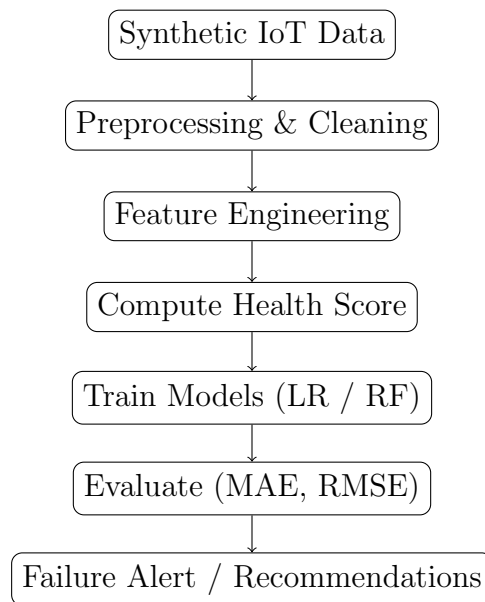 Synthetic IoT Data
Preprocessing & Cleaning
Feature Engineering
Compute Health Score
Train Models (LR / RF)
Evaluate (MAE, RMSE)
Failure Alert / Recommendations